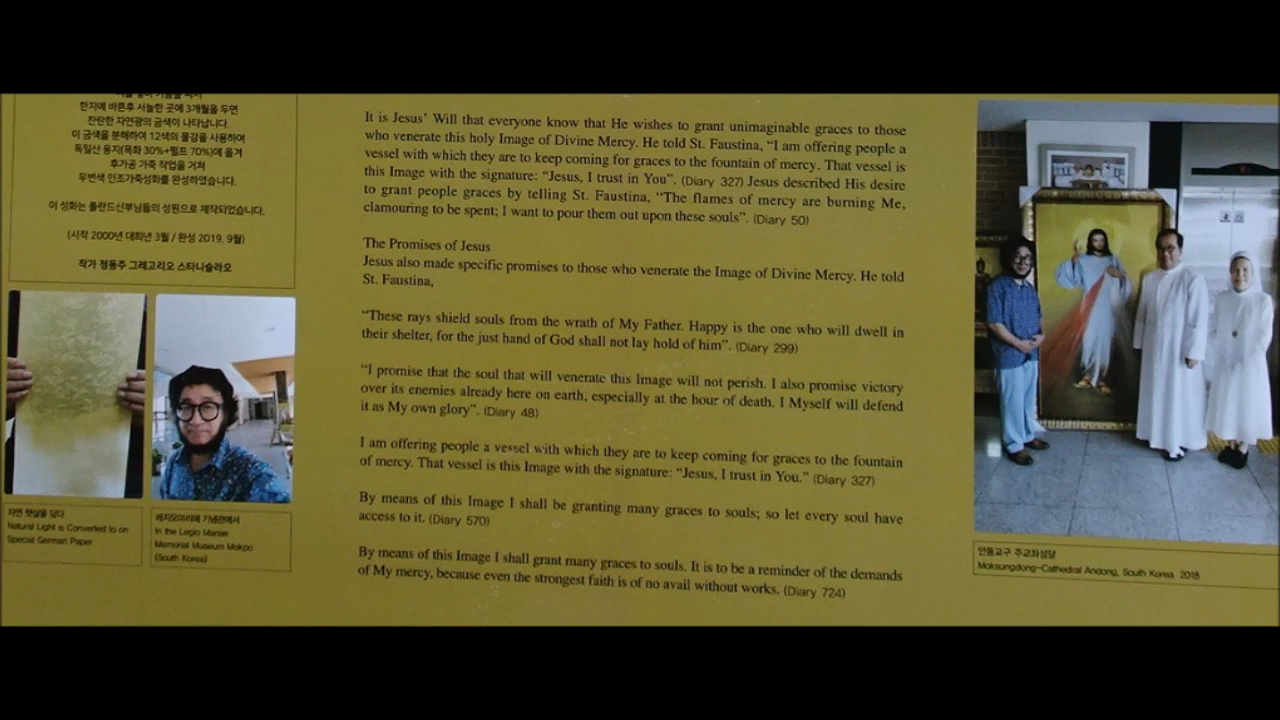 한지에 바른후 서늘한 곳에 3개월을 두면
찬란한 자연광의 금색이 나타납니다.
이 금색을 분해하여 12색의 물감을 사용하여
독일산 용지(목화 30%+펄프 70%)에 옮겨
후가공 가죽 작업을 거쳐
무변색 인조가죽성화를 완성하였습니다.
이 성화는 폴란드신부님들의 성원으로 제작되었습니다.
(시작 2000년 대희년 3월 / 완성 2019. 9월)
작가 정동주 그레고리오 스타니슬라오
자연 햇살을 담다
Natural Light is Converted to on
Special German Paper
레지오마리애 기념관에서
In the Legio Mariae
Memorial Museum Mokpo
(South Korea)
It is Jesus’ Will that everyone know that He wishes to grant unimaginable graces to those
who venerate this holy Image of Divine Mercy. He told St. Faustina, “I am offering people a
vessel with which they are to keep coming for graces to the fountain of mercy. That vessel is
this Image with the signature: “Jesus, I trust in You”. (Diary 327) Jesus described His desire
to grant people graces by telling St. Faustina, “The flames of mercy are burning Me,
clamouring to be spent; I want to pour them out upon these souls”. (Diary 50)
The Promises of Jesus
Jesus also made specific promises to those who venerate the Image of Divine Mercy. He told
St. Faustina,
“These rays shield souls from the wrath of My Father. Happy is the one who will dwell in
their shelter, for the just hand of God shall not lay hold of him”. (Diary 299)
“I promise that the soul that will venerate this Image will not perish. I also promise victory
over its enemies already here on earth, especially at the hour of death. I Myself will defend
it as My own glory”. (Diary 48)
I am offering people a vessel with which they are to keep coming for graces to the fountain
of mercy. That vessel is this Image with the signature: “Jesus, I trust in You.” (Diary 327)
By means of this Image I shall be granting many graces to souls; so let every soul have
access to it. (Diary 570)
By means of this Image I shall grant many graces to souls. It is to be a reminder of the demands
of My mercy, because even the strongest faith is of no avail without works. (Diary 724)
안동교구 주교좌성당
Moksungdong-Cathedral Andong, South Korea 2018